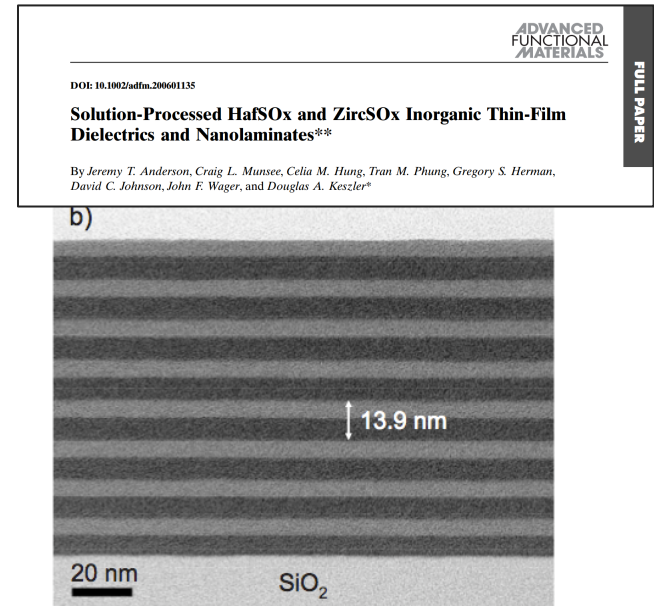 ADVANCED
FUNCTIONAL
MATERIALS
FULL PAPER
DOI: 10.1002/adfm.200601135
Solution-Processed HafSOx and ZircSOx Inorganic Thin-Film
Dielectrics and Nanolaminates**
By Jeremy T. Anderson, Craig L. Munsee, Celia M. Hung, Tran M. Phung, Gregory S. Herman,
David C. Johnson, John F. Wager, and Douglas A. Keszler*
b)
13.9 nm
20 nm
SiO₂